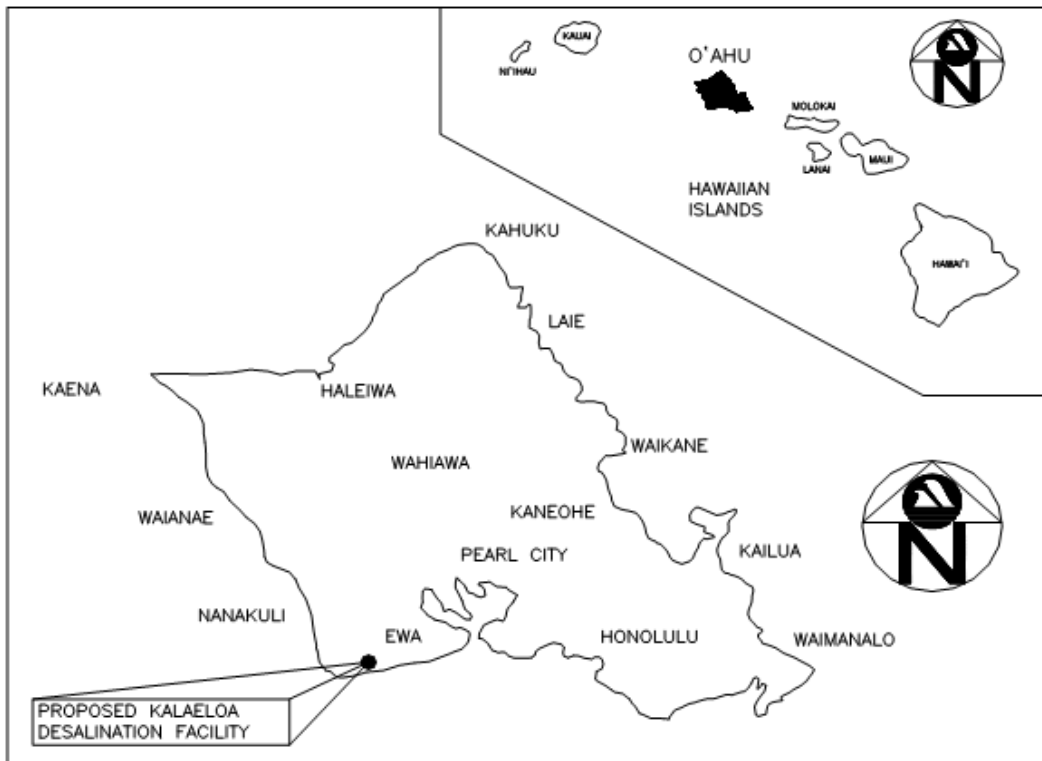 KAUAI
NI'IHAU
O'AHU
MOLOKAI
LANAI
MAUI
HAWAIIAN
ISLANDS
HAWAI'I
N
KAHUKU
LAIE
KAENA
HALEIWA
WAIKANE
WAHIAWA
WAIANAE
KANEOHE
PEARL CITY
KAILUA
N
NANAKULI
EWA
HONOLULU
WAIMANALO
PROPOSED KALAELOA
DESALINATION FACILITY